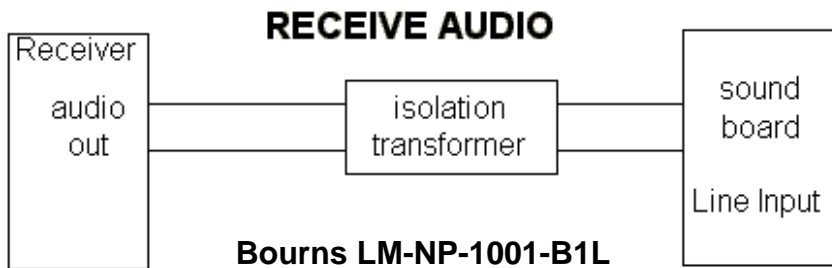 RECEIVE AUDIO
Receiver
audio
out
isolation
transformer
sound
board
Line Input
Bourns LM-NP-1001-B1L